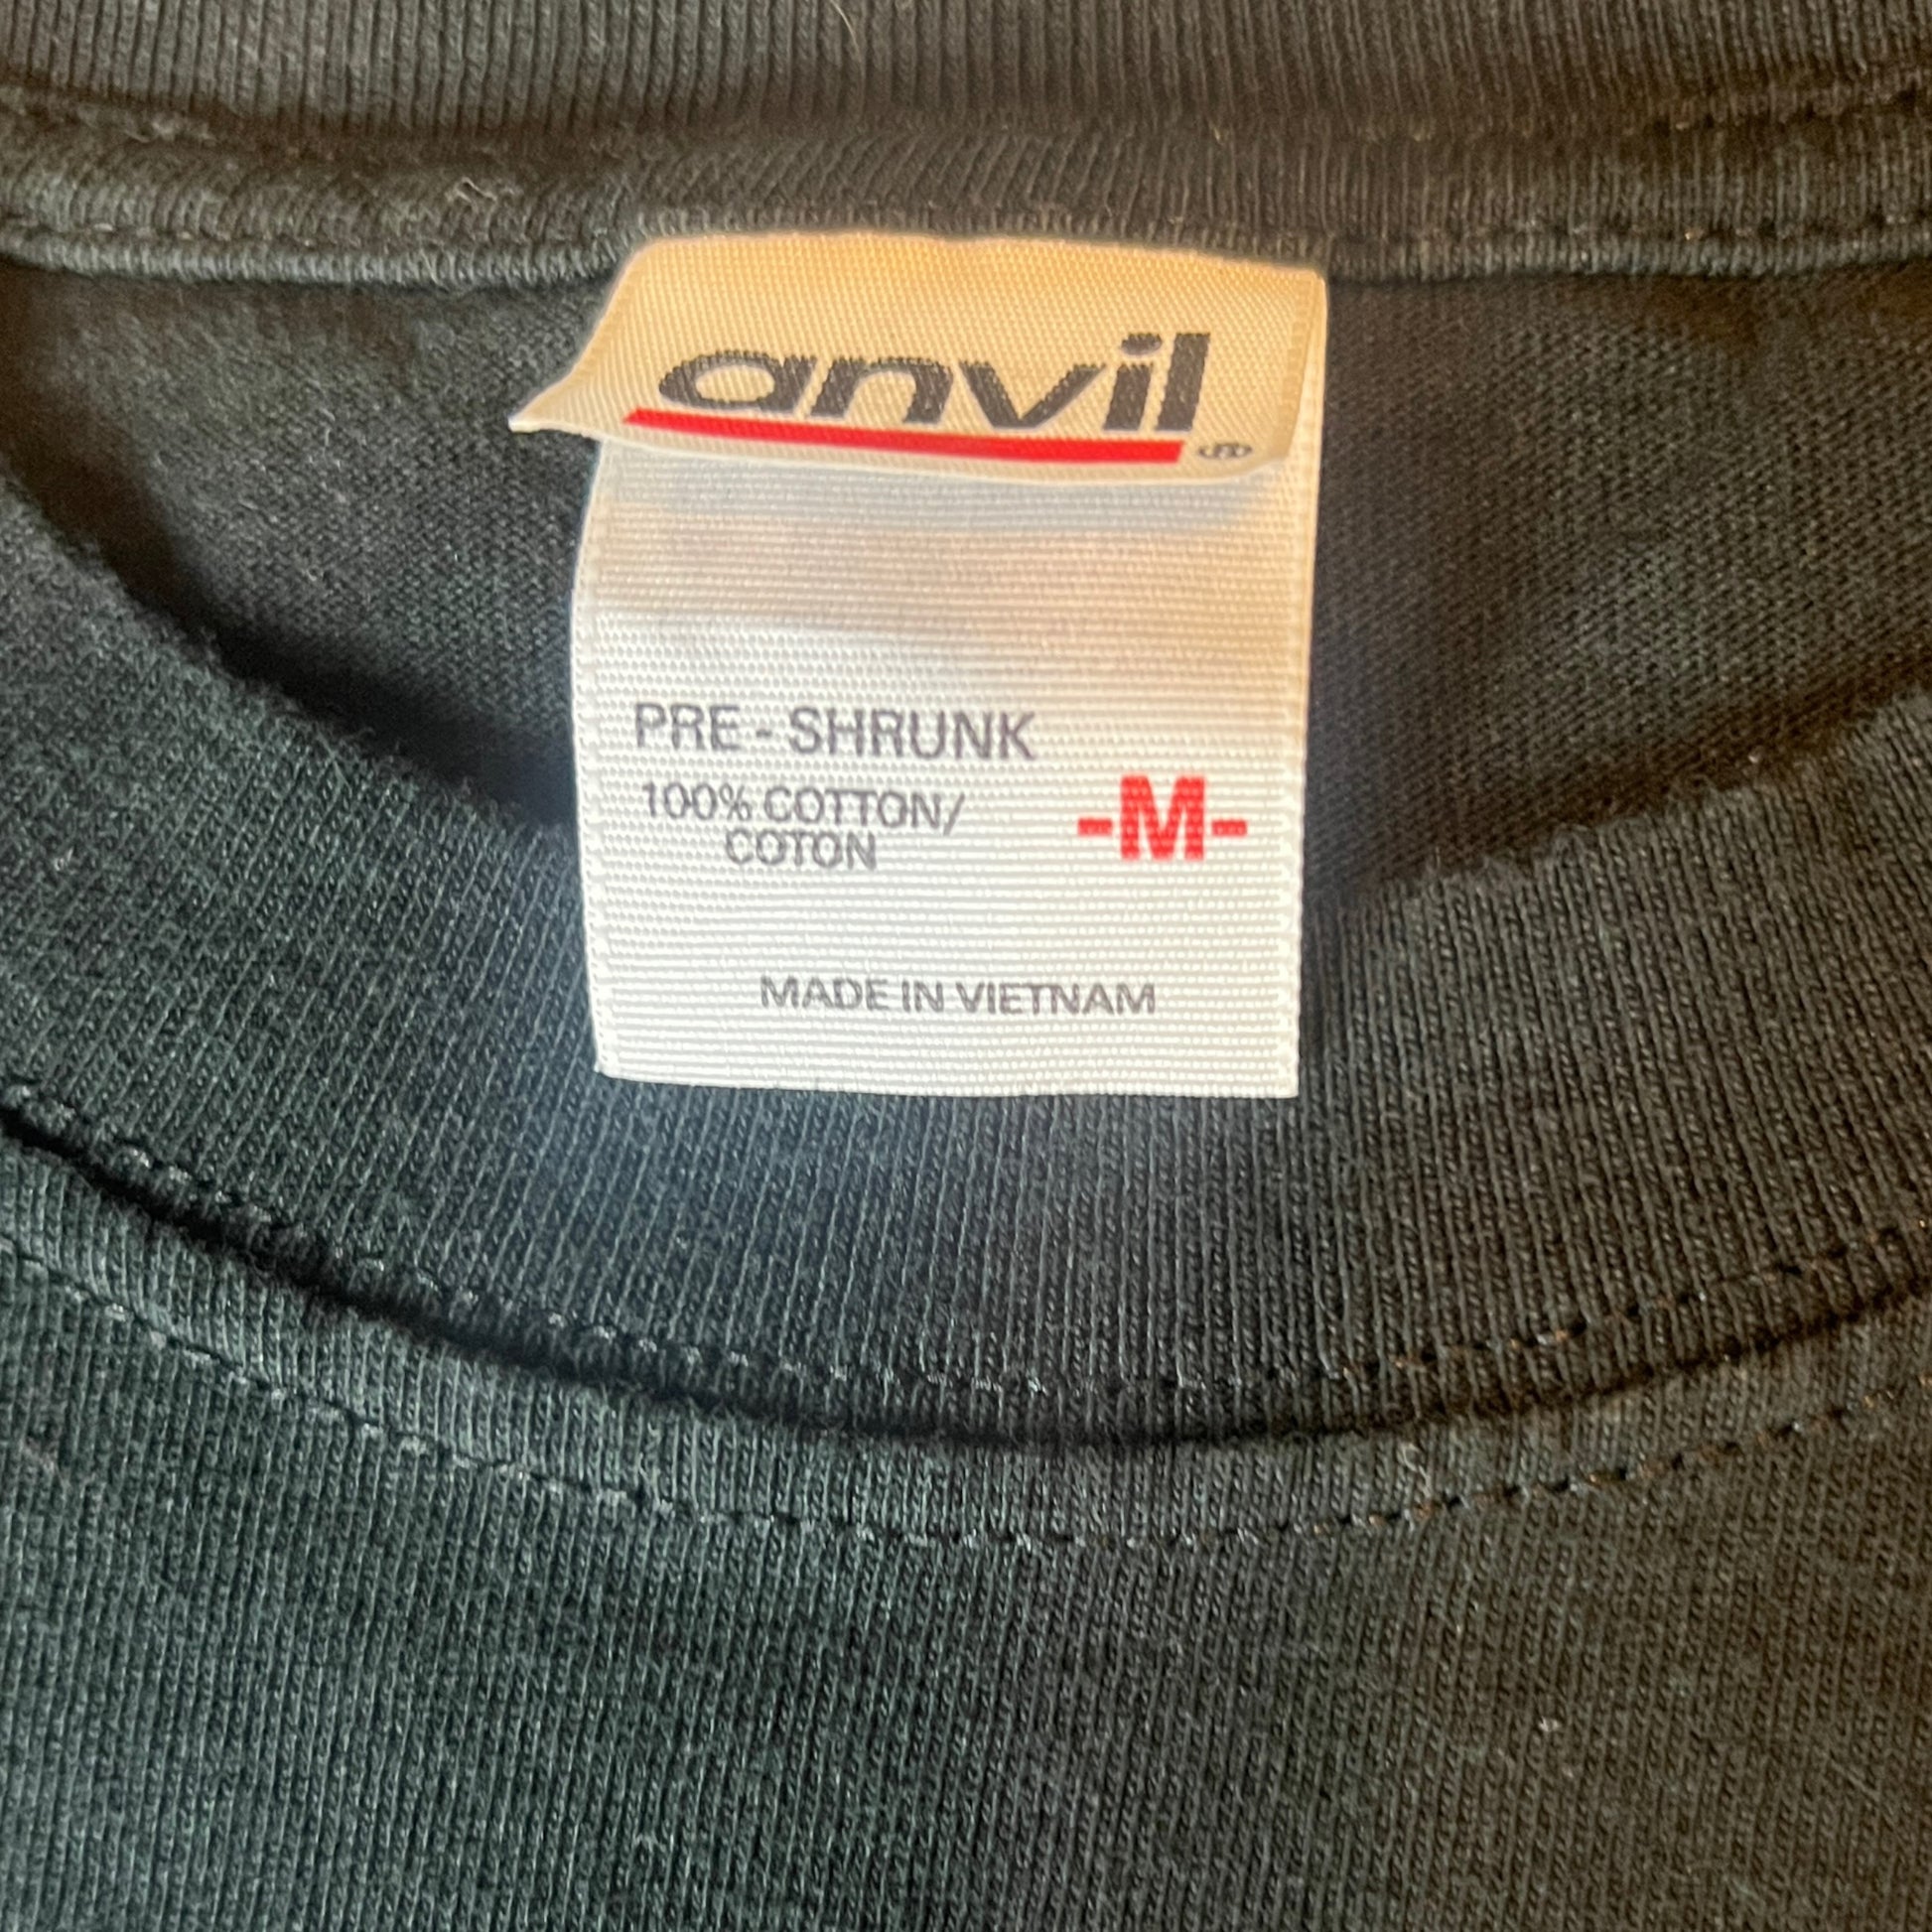 anvil®
PRE-SHRUNK
100% COTTON/
COTON
-M-
MADE IN VIETNAM